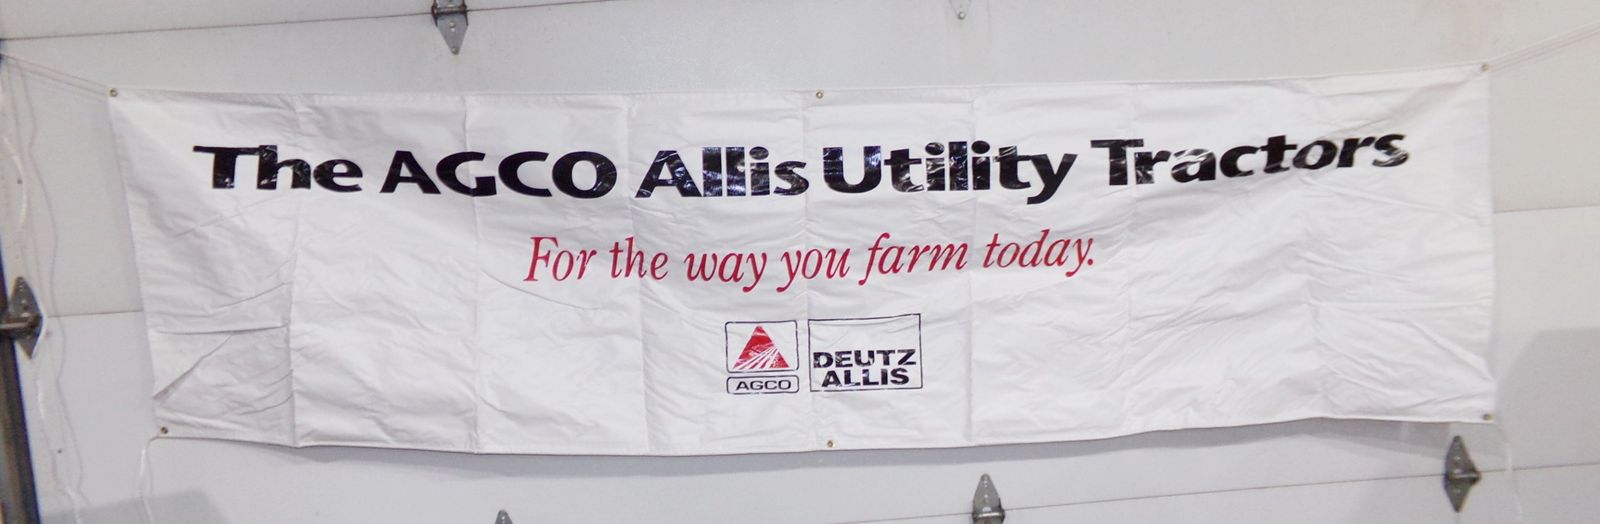 The AGCO Allis Utility Tractors
For the way you farm today.
AGCO
DEUTZ
ALLIS